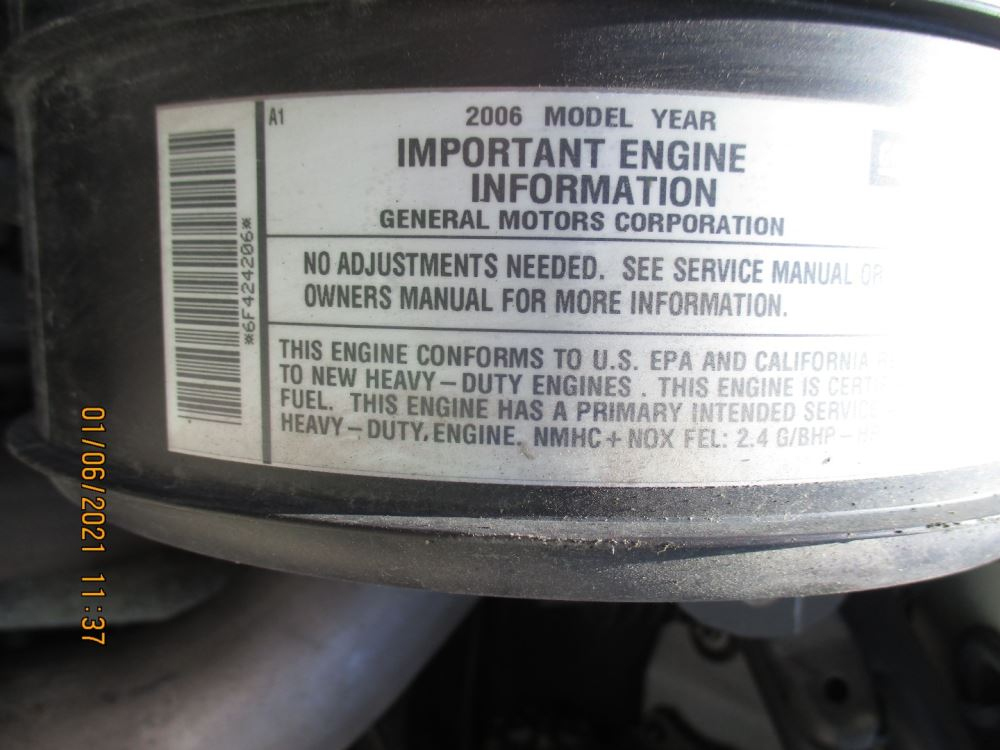 A1
2006 MODEL YEAR
IMPORTANT ENGINE
INFORMATION
GENERAL MOTORS CORPORATION
*6F424206*
NO ADJUSTMENTS NEEDED. SEE SERVICE MANUAL OR
OWNERS MANUAL FOR MORE INFORMATION.
THIS ENGINE CONFORMS TO U.S. EPA AND CALIFORNIA
TO NEW HEAVY-DUTY ENGINES . THIS ENGINE IS
FUEL. THIS ENGINE HAS A PRIMARY INTENDED
HEAVY-DUTY ENGINE. NMHC+NOX FEL: 2.4
01/06/2021 11:37